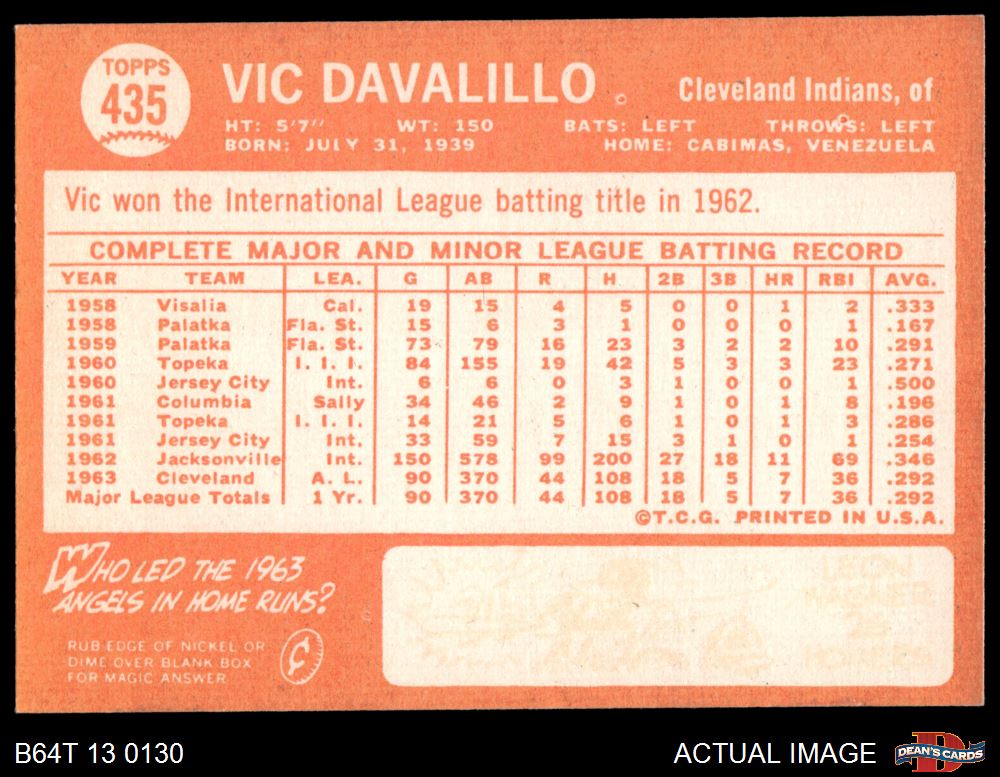 TOPPS
435
VIC DAVALILLO
Cleveland Indians, of
HT: 5'7" WT: 150 BATS: LEFT THROWS: LEFT
BORN: JULY 31, 1939 HOME: CABIMAS, VENEZUELA
Vic won the International League batting title in 1962.
COMPLETE MAJOR AND MINOR LEAGUE BATTING RECORD
YEAR TEAM LEA. G AB R H 2B 3B HR RBI AVG.
1958 Visalia Cal. 19 15 4 5 0 0 1 2 .333
1958 Palatka Fla. St. 15 6 3 1 0 0 0 1 .167
1959 Palatka Fla. St. 73 79 16 23 3 2 2 10 .291
1960 Topeka I. I. I. 84 155 19 42 5 3 3 23 .271
1960 Jersey City Int. 6 6 0 3 1 0 0 1 .500
1961 Columbia Sally 34 46 2 9 1 0 1 8 .196
1961 Topeka I. I. I. 14 21 5 6 1 0 1 3 .286
1961 Jersey City Int. 33 59 7 15 3 1 0 1 .254
1962 Jacksonville Int. 150 578 99 200 27 18 11 69 .346
1963 Cleveland A. L. 90 370 44 108 18 5 7 36 .292
Major League Totals 1 Yr. 90 370 44 108 18 5 7 36 .292
©T.C.G. PRINTED IN U.S.A.
WHO LED THE 1963
ANGELS IN HOME RUNS?
RUB EDGE OF NICKEL OR
DIME OVER BLANK BOX
FOR MAGIC ANSWER
¢
LEON
WAGNER
26
HOMERS
B64T 13 0130
ACTUAL IMAGE
DEAN'S CARDS